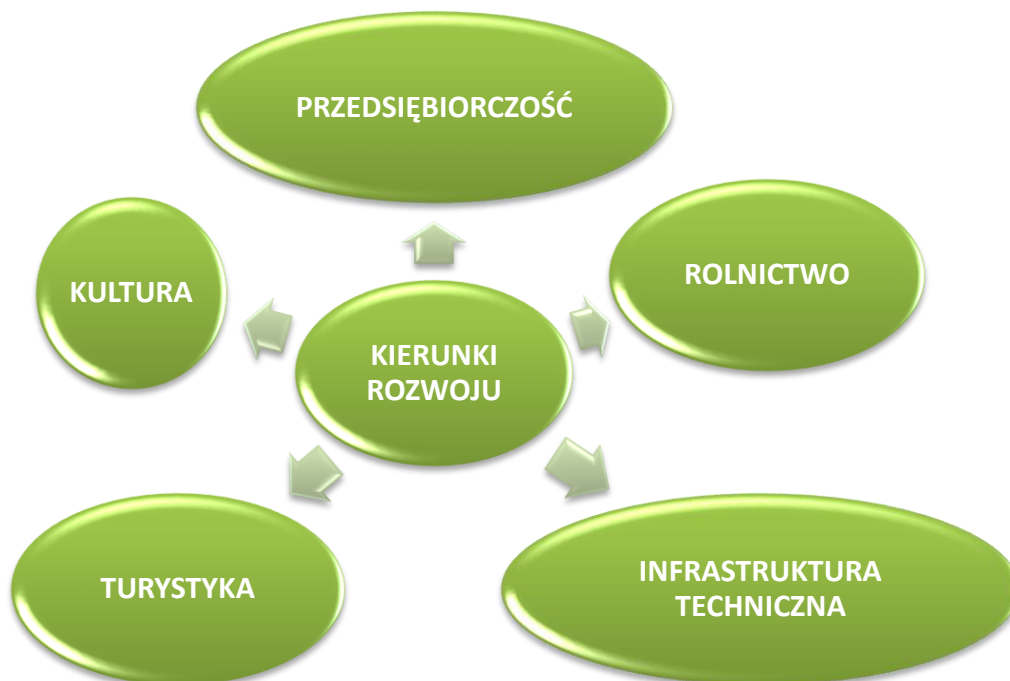 PRZEDSIĘBIORCZOŚĆ
KULTURA
ROLNICTWO
KIERUNKI
ROZWOJU
TURYSTYKA
INFRASTRUKTURA
TECHNICZNA